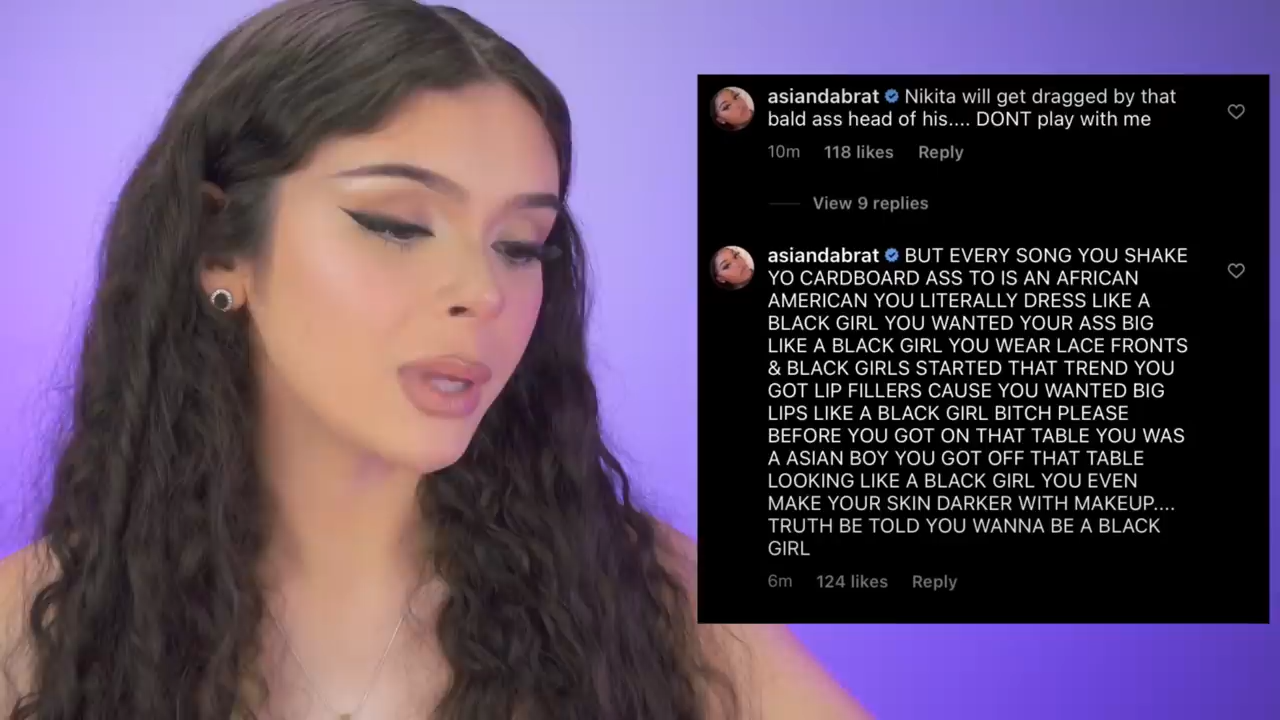 asiandabrat Nikita will get dragged by that
bald ass head of his.... DONT play with me
10m 118 likes Reply
View 9 replies
asiandabrat BUT EVERY SONG YOU SHAKE
YO CARDBOARD ASS TO IS AN AFRICAN
AMERICAN YOU LITERALLY DRESS LIKE A
BLACK GIRL YOU WANTED YOUR ASS BIG
LIKE A BLACK GIRL YOU WEAR LACE FRONTS
& BLACK GIRLS STARTED THAT TREND YOU
GOT LIP FILLERS CAUSE YOU WANTED BIG
LIPS LIKE A BLACK GIRL BITCH PLEASE
BEFORE YOU GOT ON THAT TABLE YOU WAS
A ASIAN BOY YOU GOT OFF THAT TABLE
LOOKING LIKE A BLACK GIRL YOU EVEN
MAKE YOUR SKIN DARKER WITH MAKEUP....
TRUTH BE TOLD YOU WANNA BE A BLACK
GIRL
6m 124 likes Reply